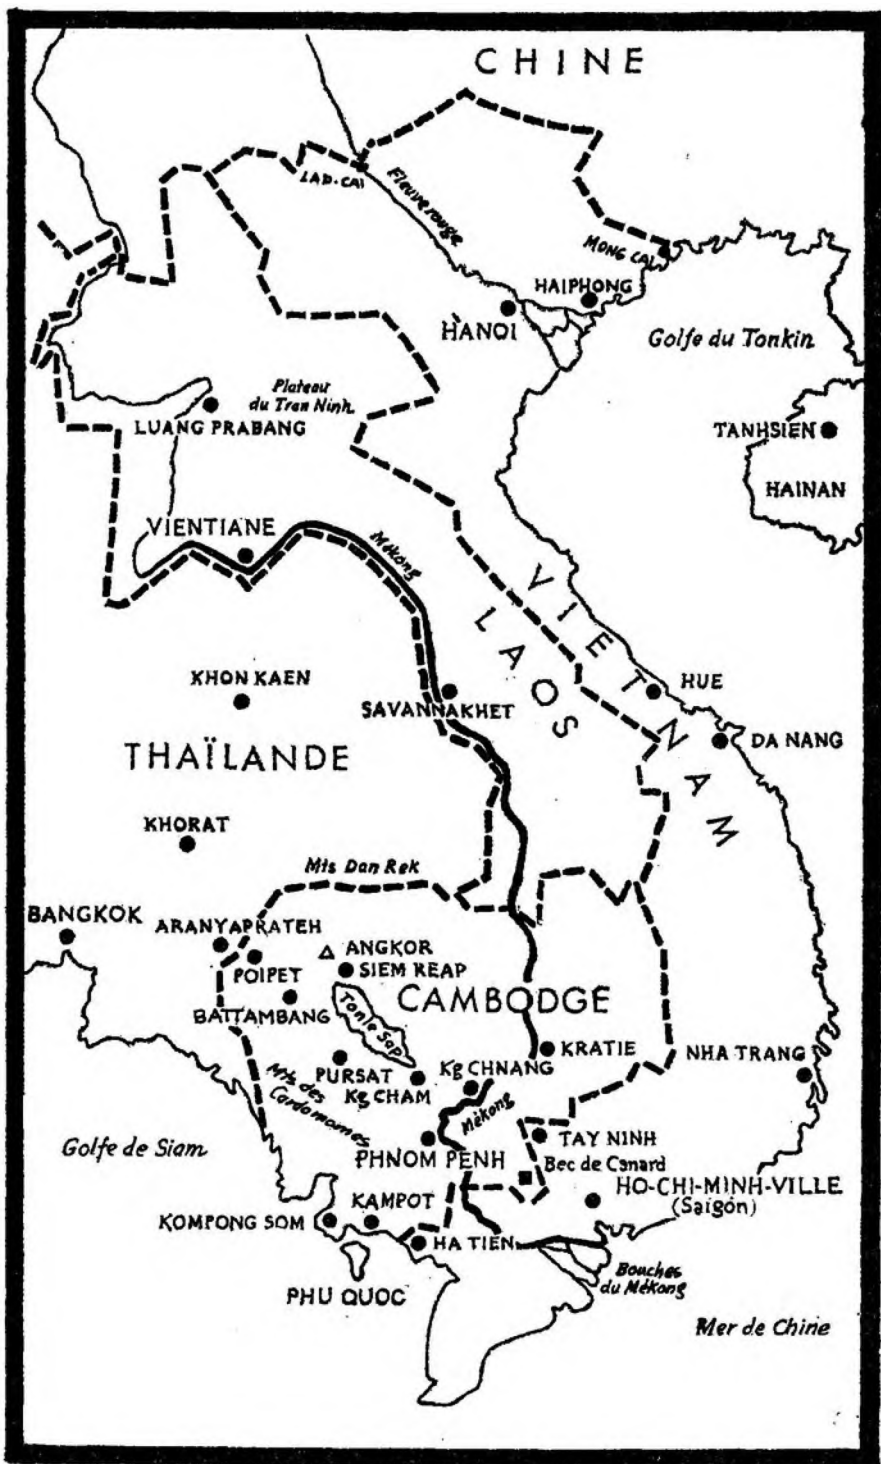 CHINE
LAO-CAI
Fleuve rouge
MONG CAI
HAIPHONG
HANOI
Golfe du Tonkin
Plateau
du Tran Ninh
LUANG PRABANG
TANHSIEN
HAINAN
VIENTIANE
Mékong
VIET NAM
LAOS
KHON KAEN
SAVANNAKHET
HUE
DA NANG
THAÏLANDE
KHORAT
Mts Dan Rek
BANGKOK
ARANYAPRATEH
ANGKOR
POIPET
SIEM REAP
CAMBODGE
BATTAMBANG
Tonle Sap
KRATIE
NHA TRANG
PURSAT
Kg CHNANG
Kg CHAM
Mts des
Cardamomes
Mékong
Golfe de Siam
PHNOM PENH
TAY NINH
Bec de Canard
HO-CHI-MINH-VILLE
(Saigón)
KAMPOT
KOMPONG SOM
HA TIEN
PHU QUOC
Bouches
du Mékong
Mer de Chine